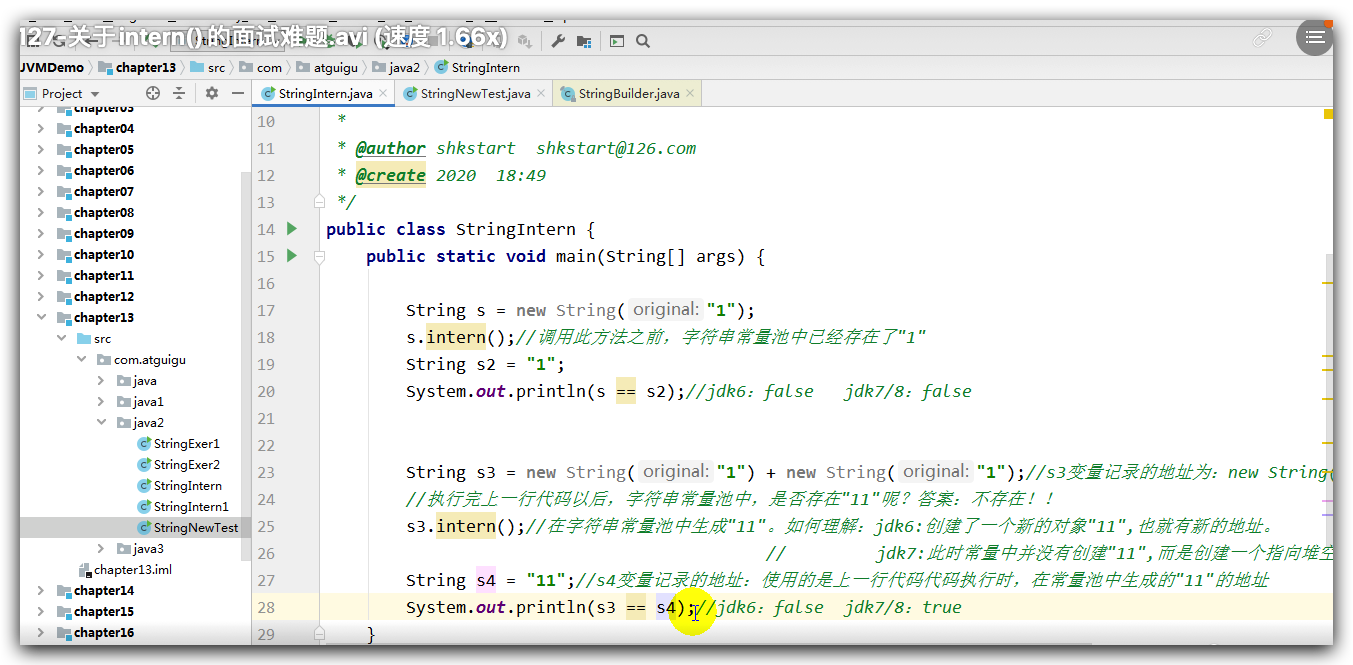 127-关于intern()的面试难题.avi (速度 1.66x)
JVMDemo chapter13 src com atguigu java2 StringIntern
Project
StringIntern.java StringNewTest.java StringBuilder.java
chapter03
chapter04
chapter05
chapter06
chapter07
chapter08
chapter09
chapter10
chapter11
chapter12
chapter13
src
com.atguigu
java
java1
java2
StringExer1
StringExer2
StringIntern
StringIntern1
StringNewTest
java3
chapter13.iml
chapter14
chapter15
chapter16
10 *
11 * @author shkstart shkstart@126.com
12 * @create 2020 18:49
13 */
14 public class StringIntern {
15 public static void main(String[] args) {
16
17 String s = new String( original: "1");
18 s.intern();//调用此方法之前，字符串常量池中已经存在了"1"
19 String s2 = "1";
20 System.out.println(s == s2);//jdk6：false jdk7/8：false
21
22
23 String s3 = new String( original: "1") + new String( original: "1");//s3变量记录的地址为：new String(
24 //执行完上一行代码以后，字符串常量池中，是否存在"11"呢？答案：不存在！！
25 s3.intern();//在字符串常量池中生成"11"。如何理解：jdk6:创建了一个新的对象"11",也就有新的地址。
26 // jdk7:此时常量中并没有创建"11",而是创建一个指向堆空
27 String s4 = "11";//s4变量记录的地址：使用的是上一行代码代码执行时，在常量池中生成的"11"的地址
28 System.out.println(s3 == s4);//jdk6：false jdk7/8：true
29 }